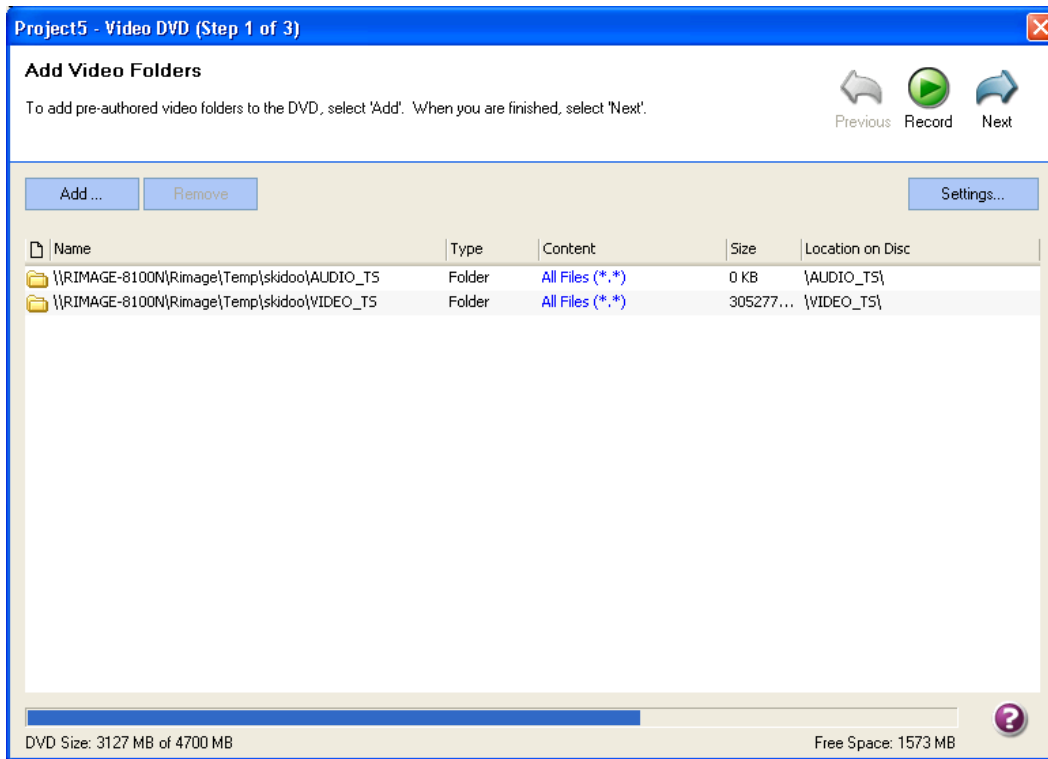 Project5 - Video DVD (Step 1 of 3)
Add Video Folders
To add pre-authored video folders to the DVD, select 'Add'. When you are finished, select 'Next'.
Previous Record Next
Add ... Remove Settings...
Name Type Content Size Location on Disc
\\RIMAGE-8100N\Rimage\Temp\skidoo\AUDIO_TS Folder All Files (*.*) 0 KB \AUDIO_TS\
\\RIMAGE-8100N\Rimage\Temp\skidoo\VIDEO_TS Folder All Files (*.*) 305277... \VIDEO_TS\
DVD Size: 3127 MB of 4700 MB Free Space: 1573 MB